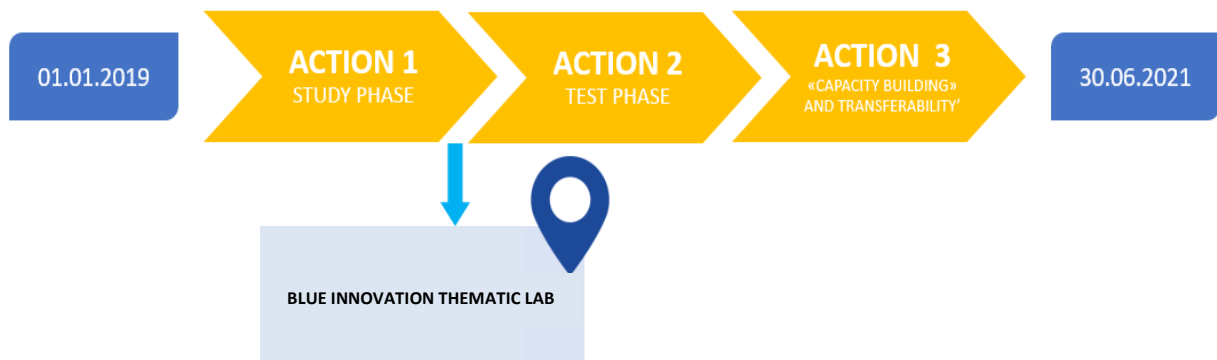 01.01.2019
ACTION 1
STUDY PHASE
ACTION 2
TEST PHASE
ACTION 3
«CAPACITY BUILDING»
AND TRANSFERABILITY'
30.06.2021
BLUE INNOVATION THEMATIC LAB